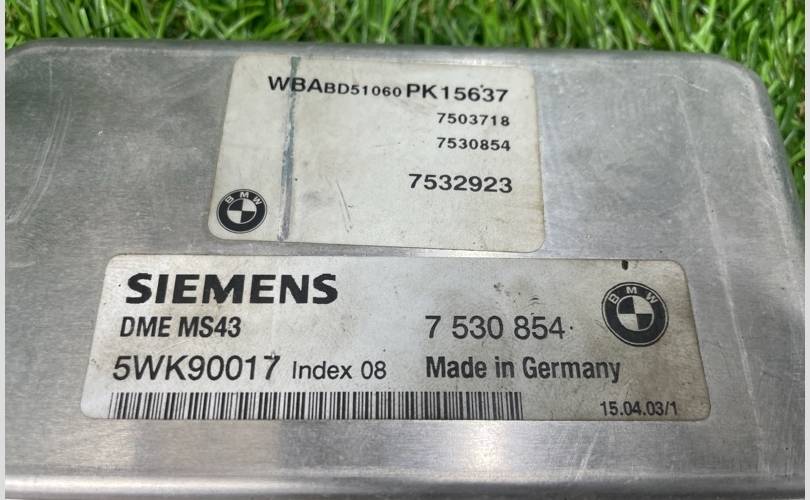 WBABD51060PK15637
7503718
7530854
7532923
BMW
SIEMENS
BMW
DME MS43 7 530 854
5WK90017 Index 08 Made in Germany
15.04.03/1